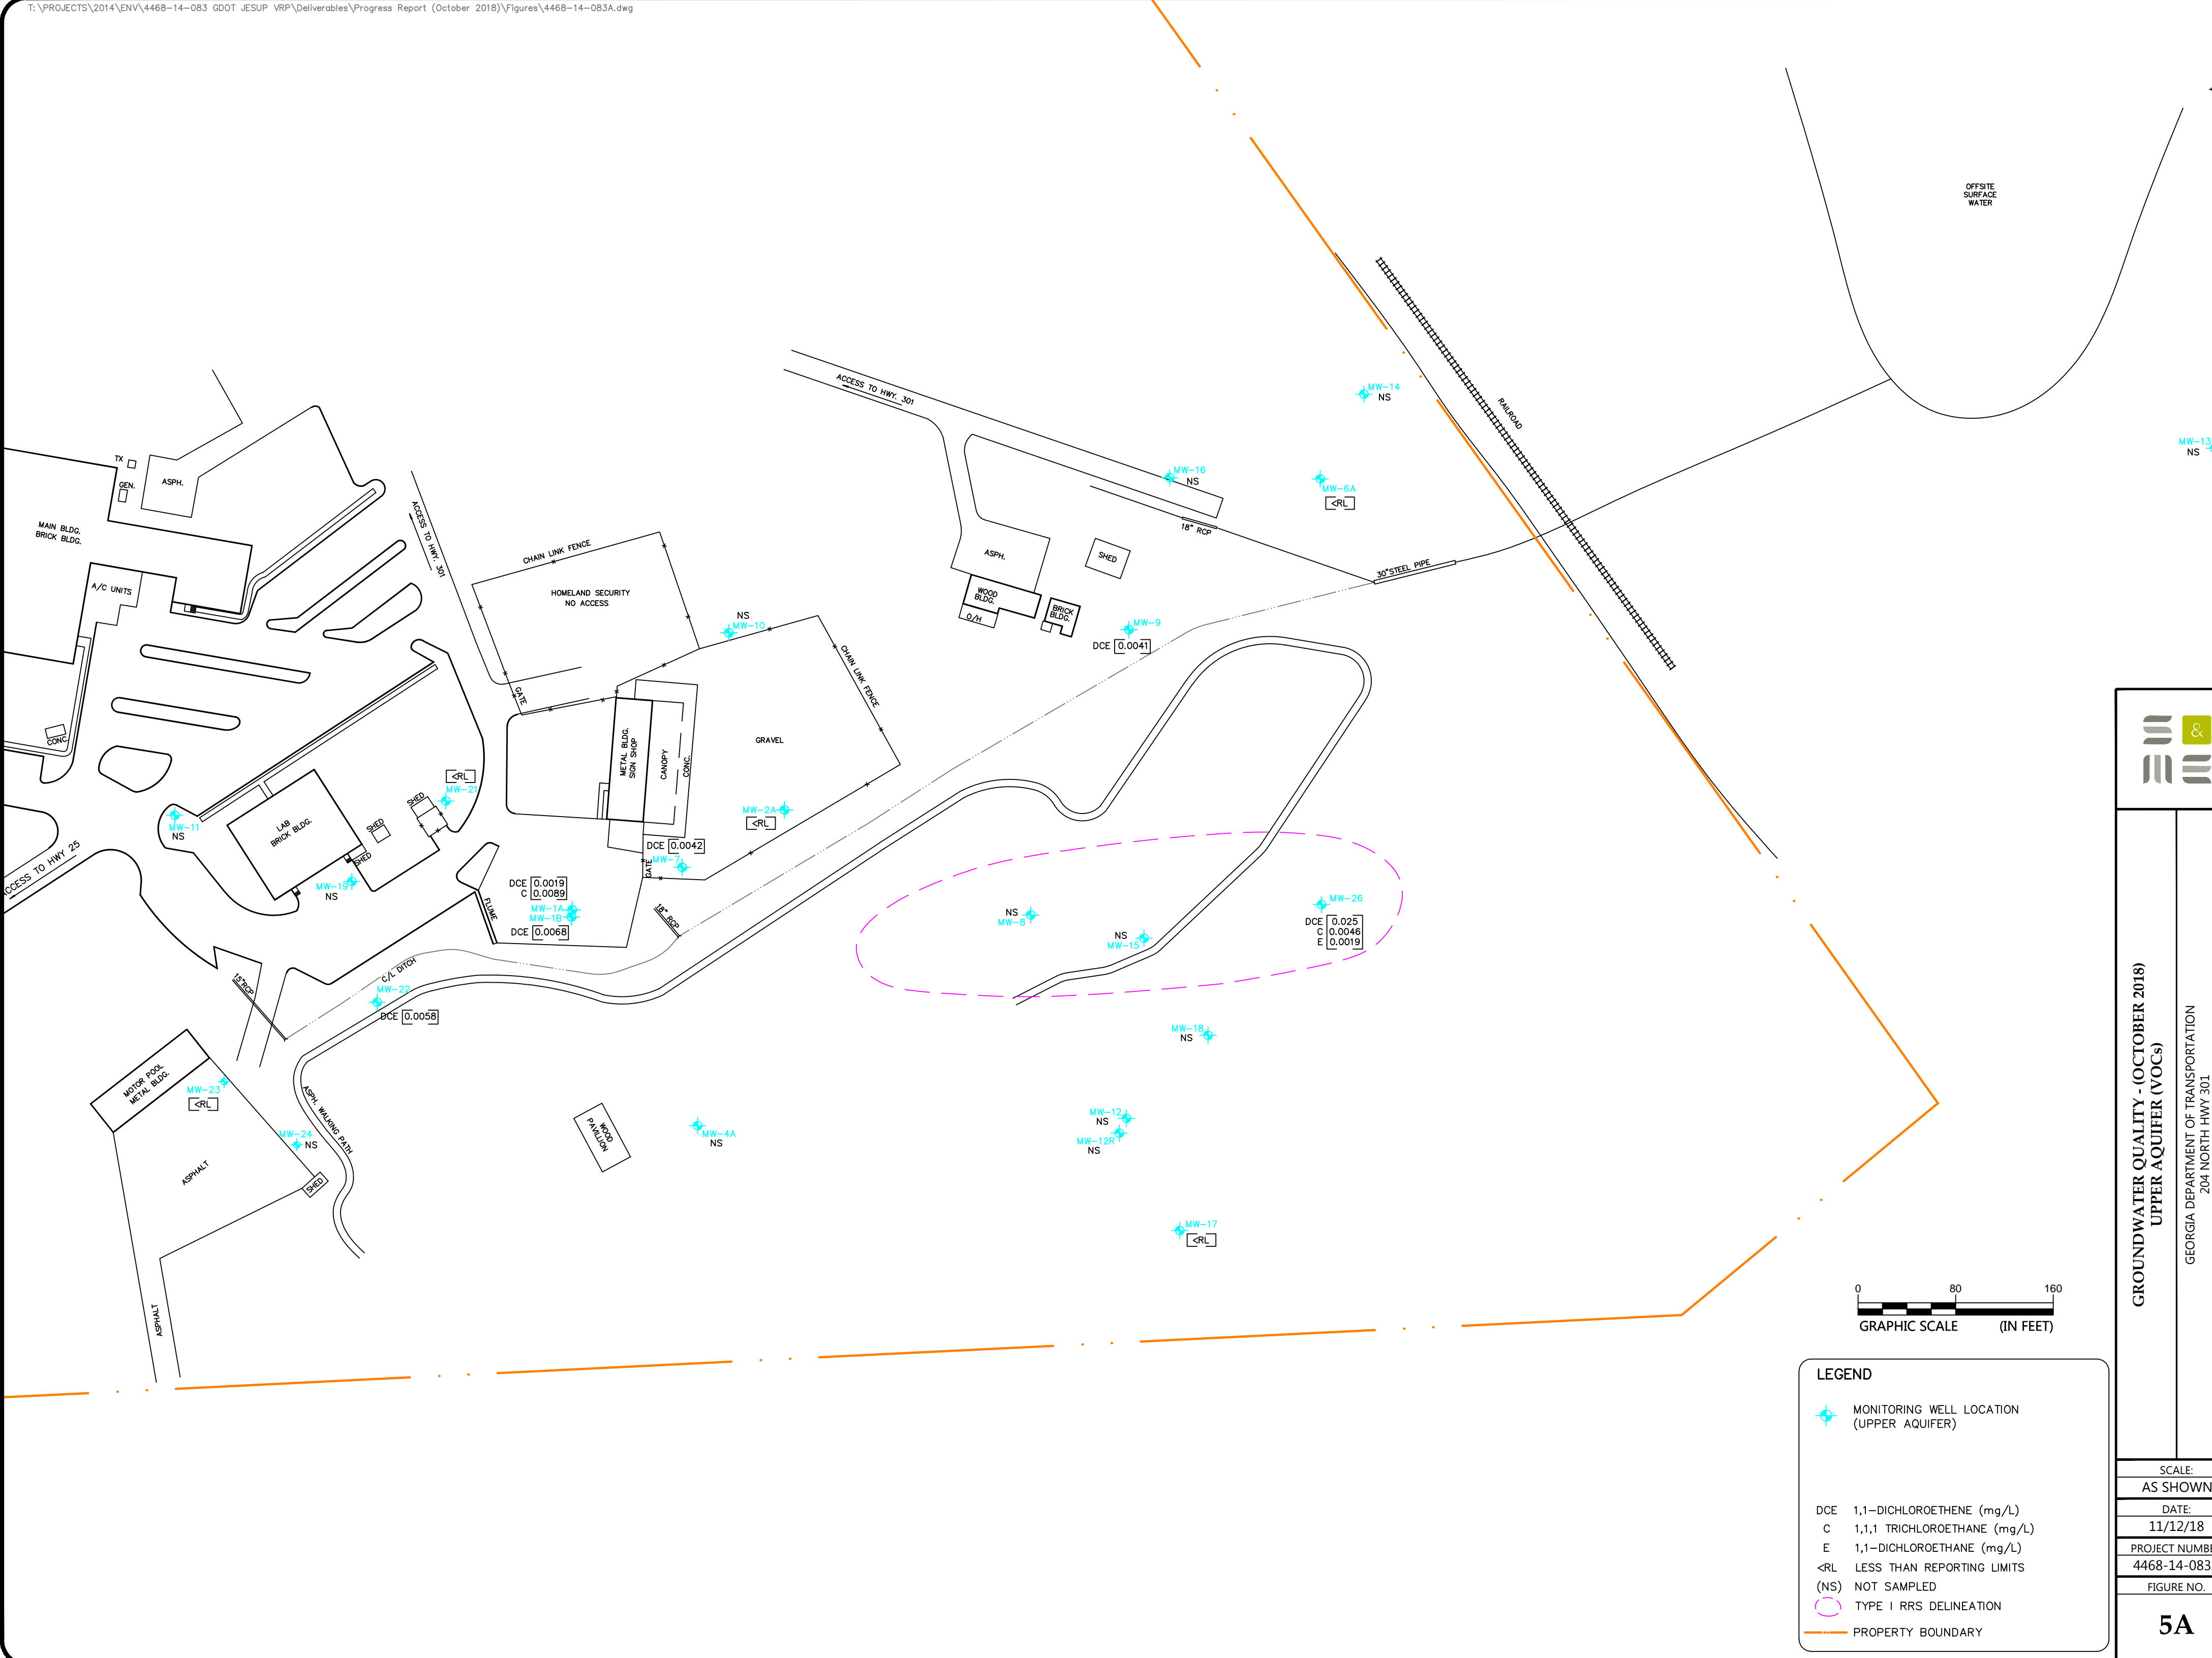 T:\PROJECTS\2014\ENV\4468-14-083 GDOT JESUP VRP\Deliverables\Progress Report (October 2018)\Figures\4468-14-083A.dwg
OFFSITE
SURFACE
WATER
ACCESS TO HWY. 301
MW-14
NS
RAILROAD
MW-13
NS
MW-16
NS
MW-6A
<RL
18" RCP
30"STEEL PIPE
TX
GEN.
ASPH.
MAIN BLDG.
BRICK BLDG.
A/C UNITS
CONC.
ACCESS TO HWY. 301
CHAIN LINK FENCE
HOMELAND SECURITY
NO ACCESS
GATE
NS
MW-10
CHAIN LINK FENCE
ASPH.
SHED
WOOD
BLDG.
O/H
BRICK
BLDG.
MW-9
DCE 0.0041
METAL BLDG.
SIGN SHOP
CANOPY
CONC.
GRAVEL
<RL
MW-21
SHED
SHED
SHED
LAB
BRICK BLDG.
MW-11
NS
ACCESS TO HWY 25
MW-19
NS
MW-2A
<RL
DCE 0.0042
MW-7
GATE
DCE 0.0019
C 0.0089
MW-1A
MW-1B
DCE 0.0068
FLUME
18" RCP
NS
MW-8
NS
MW-15
MW-26
DCE 0.025
C 0.0046
E 0.0019
C/L DITCH
15"RCP
MW-22
DCE 0.0058
MW-18
NS
MOTOR POOL
METAL BLDG.
MW-23
<RL
MW-24
NS
ASPH. WALKING PATH
SHED
ASPHALT
ASPHALT
WOOD
PAVILLION
MW-4A
NS
MW-12
NS
MW-12R
NS
MW-17
<RL
0 80 160
GRAPHIC SCALE (IN FEET)
LEGEND
MONITORING WELL LOCATION
(UPPER AQUIFER)
DCE 1,1-DICHLOROETHENE (mg/L)
C 1,1,1 TRICHLOROETHANE (mg/L)
E 1,1-DICHLOROETHANE (mg/L)
<RL LESS THAN REPORTING LIMITS
(NS) NOT SAMPLED
TYPE I RRS DELINEATION
PROPERTY BOUNDARY
&
GROUNDWATER QUALITY - (OCTOBER 2018)
UPPER AQUIFER (VOCs)
GEORGIA DEPARTMENT OF TRANSPORTATION
204 NORTH HWY 301
SCALE:
AS SHOWN
DATE:
11/12/18
PROJECT NUMBE
4468-14-083
FIGURE NO.
5A